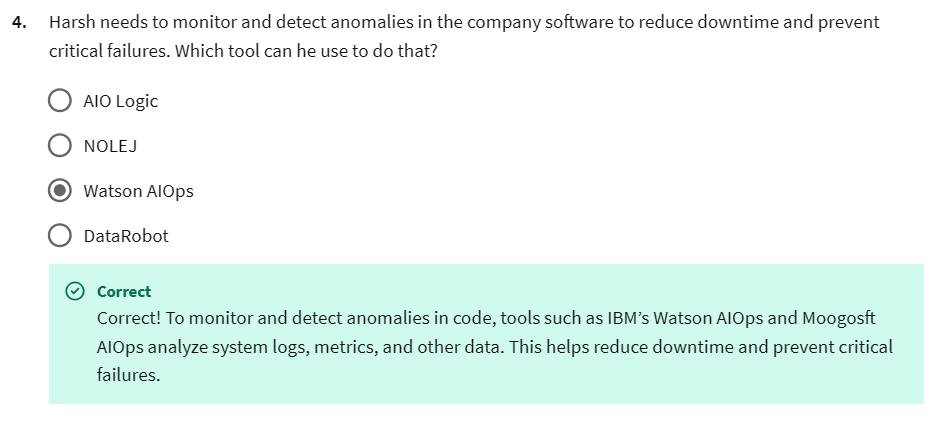 4. Harsh needs to monitor and detect anomalies in the company software to reduce downtime and prevent
critical failures. Which tool can he use to do that?
AIO Logic
NOLEJ
Watson AIOps
DataRobot
Correct
Correct! To monitor and detect anomalies in code, tools such as IBM’s Watson AIOps and Moogosft
AIOps analyze system logs, metrics, and other data. This helps reduce downtime and prevent critical
failures.